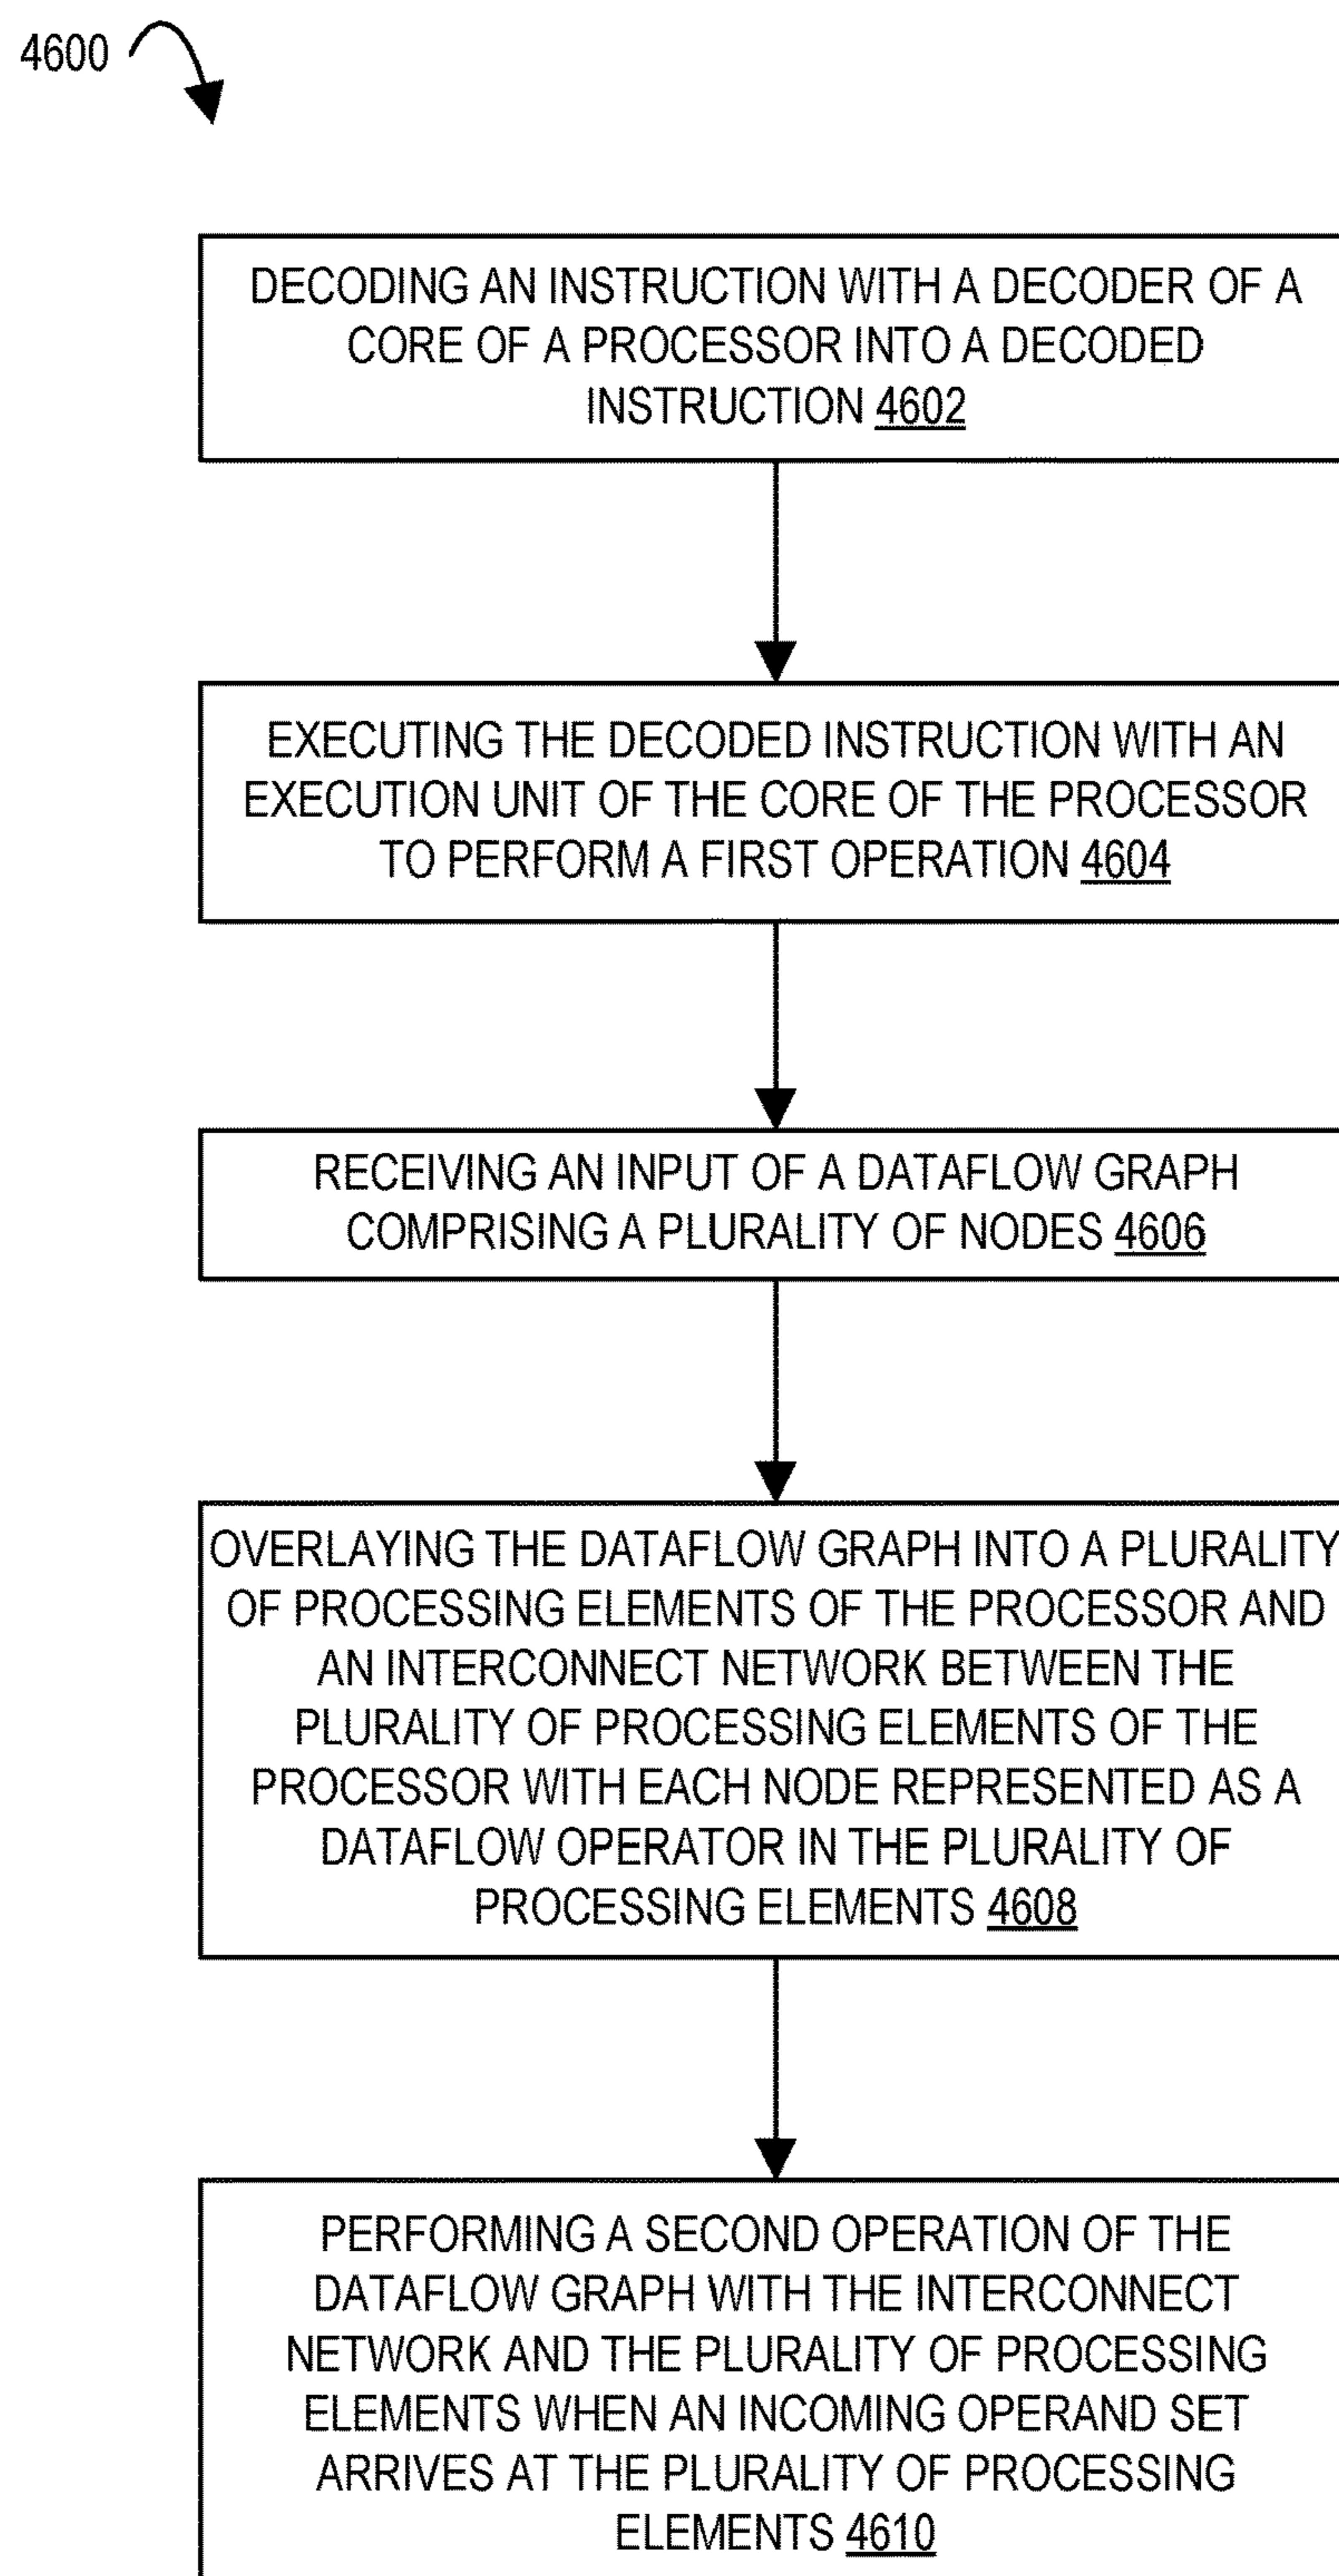 4600
DECODING AN INSTRUCTION WITH A DECODER OF A
CORE OF A PROCESSOR INTO A DECODED
INSTRUCTION 4602
EXECUTING THE DECODED INSTRUCTION WITH AN
EXECUTION UNIT OF THE CORE OF THE PROCESSOR
TO PERFORM A FIRST OPERATION 4604
RECEIVING AN INPUT OF A DATAFLOW GRAPH
COMPRISING A PLURALITY OF NODES 4606
OVERLAYING THE DATAFLOW GRAPH INTO A PLURALITY
OF PROCESSING ELEMENTS OF THE PROCESSOR AND
AN INTERCONNECT NETWORK BETWEEN THE
PLURALITY OF PROCESSING ELEMENTS OF THE
PROCESSOR WITH EACH NODE REPRESENTED AS A
DATAFLOW OPERATOR IN THE PLURALITY OF
PROCESSING ELEMENTS 4608
PERFORMING A SECOND OPERATION OF THE
DATAFLOW GRAPH WITH THE INTERCONNECT
NETWORK AND THE PLURALITY OF PROCESSING
ELEMENTS WHEN AN INCOMING OPERAND SET
ARRIVES AT THE PLURALITY OF PROCESSING
ELEMENTS 4610